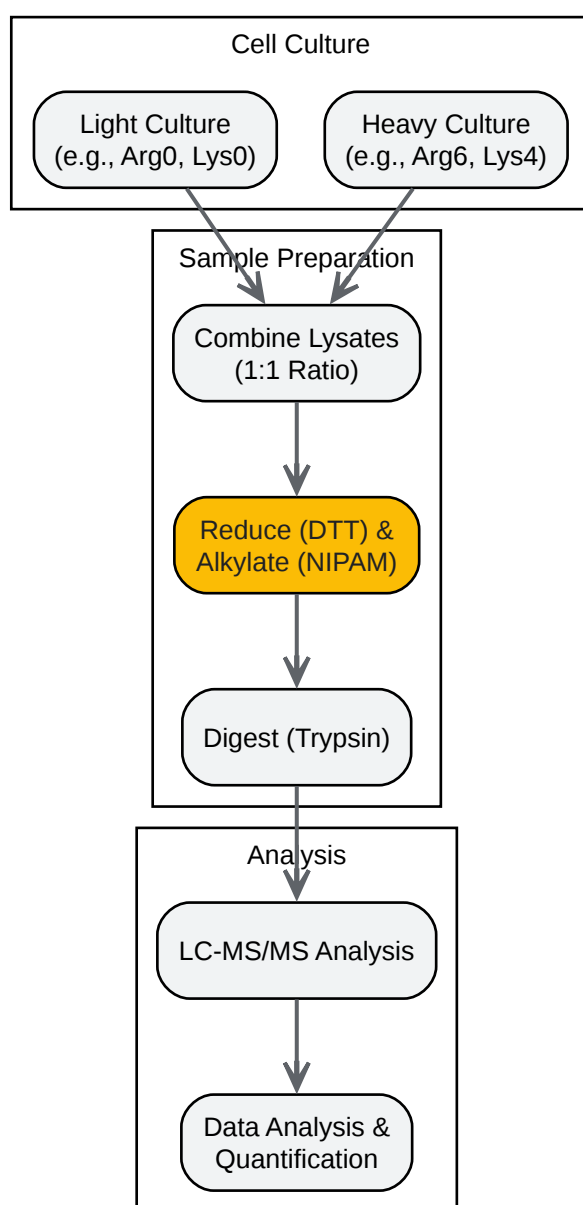 Cell Culture
Light Culture
(e.g., Arg0, Lys0)
Heavy Culture
(e.g., Arg6, Lys4)
Sample Preparation
Combine Lysates
(1:1 Ratio)
Reduce (DTT) &
Alkylate (NIPAM)
Digest (Trypsin)
Analysis
LC-MS/MS Analysis
Data Analysis &
Quantification